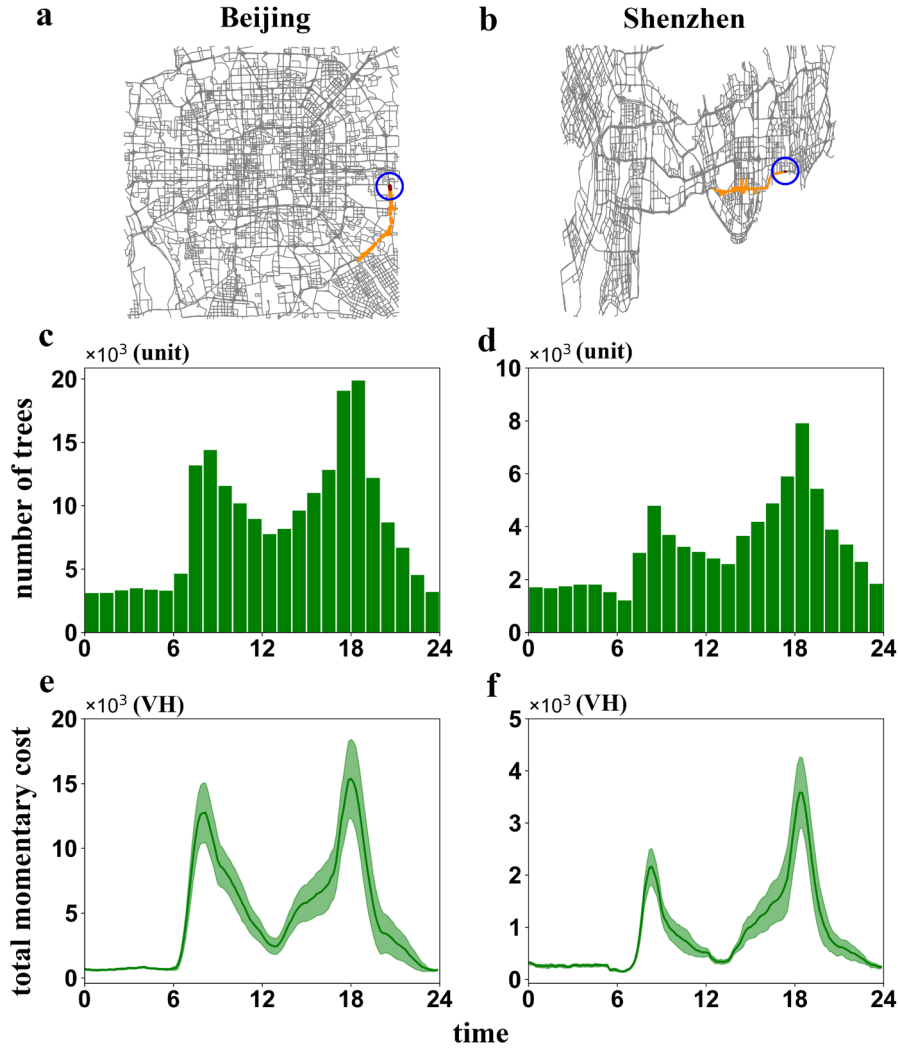 a Beijing b Shenzhen
c ×10³ (unit) d ×10³ (unit)
number of trees
20
15
10
5
0
0 6 12 18 24
10
8
6
4
2
0
0 6 12 18 24
e ×10³ (VH) f ×10³ (VH)
total momentary cost
20
15
10
5
0
0 6 12 18 24
5
4
3
2
1
0
0 6 12 18 24
time